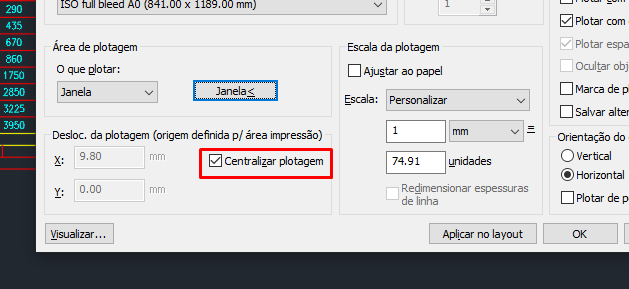 290
435
670
860
1750
2850
3225
3950
ISO full bleed A0 (841.00 x 1189.00 mm)
1
Área de plotagem
O que plotar:
Janela
Janela<
Desloc. da plotagem (origem definida p/ área impressão)
X:
9.80
mm
Centralizar plotagem
Y:
0.00
mm
Escala da plotagem
Ajustar ao papel
Escala:
Personalizar
1
mm
=
74.91
unidades
Redimensionar espessuras
de linha
Plotar com
Plotar espa
Ocultar obj
Marca de p
Salvar alter
Orientação do
Vertical
Horizontal
Plotar de p
Visualizar...
Aplicar no layout
OK